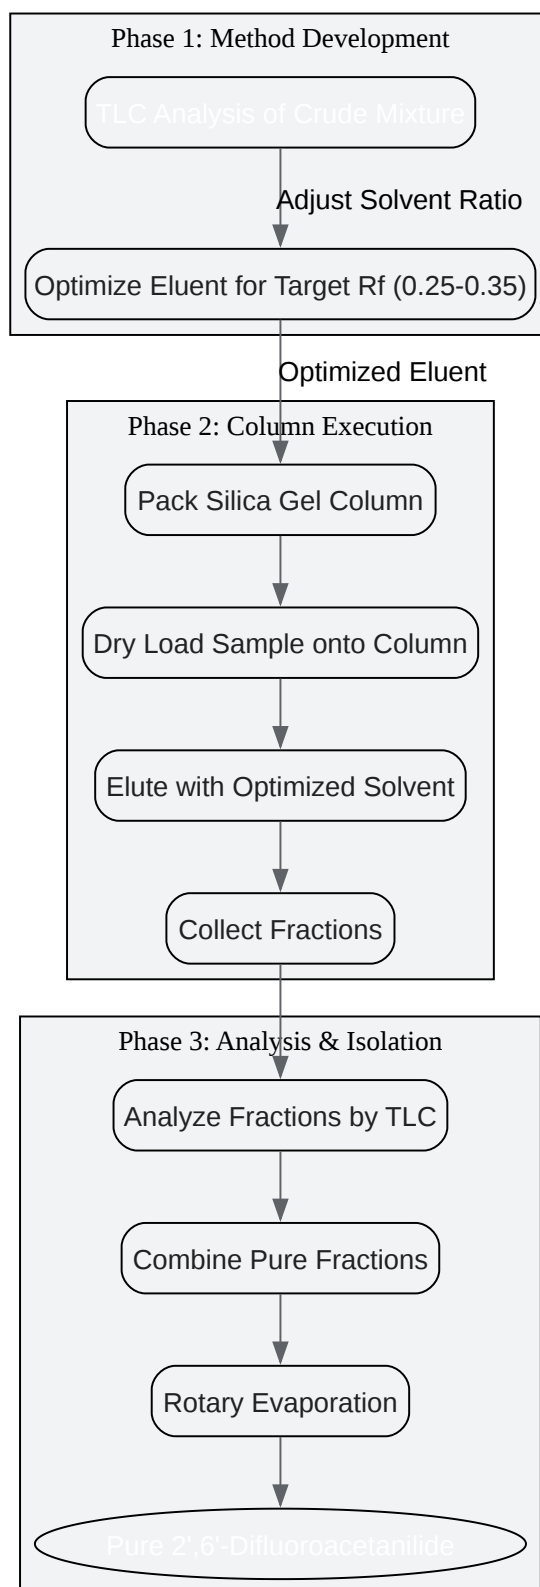 Phase 1: Method Development
TLC Analysis of Crude Mixture
Adjust Solvent Ratio
Optimize Eluent for Target Rf (0.25-0.35)
Optimized Eluent
Phase 2: Column Execution
Pack Silica Gel Column
Dry Load Sample onto Column
Elute with Optimized Solvent
Collect Fractions
Phase 3: Analysis & Isolation
Analyze Fractions by TLC
Combine Pure Fractions
Rotary Evaporation
Pure 2',6'-Difluoroacetanilide